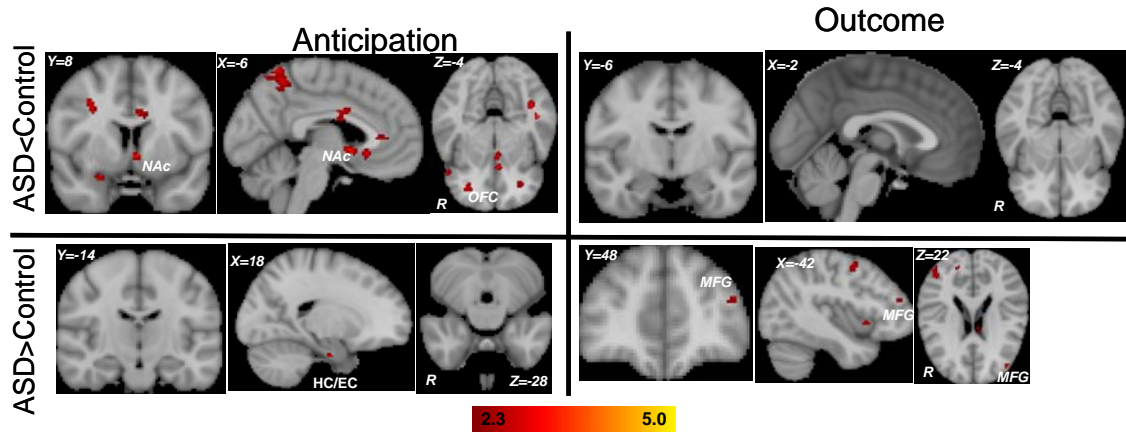 Anticipation
Outcome
ASD<Control
Y=8
X=-6
Z=-4
NAc
NAc
OFC
R
Y=-6
X=-2
Z=-4
R
ASD>Control
Y=-14
X=18
HC/EC
R
Z=-28
Y=48
MFG
X=-42
MFG
Z=22
R
MFG
2.3
5.0